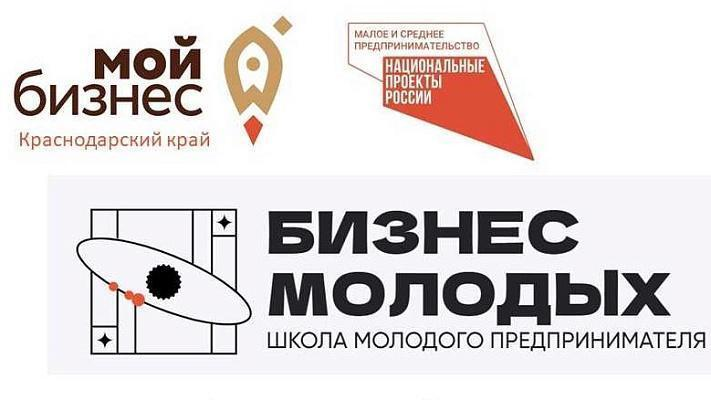 мой
бизнес
Краснодарский край
МАЛОЕ И СРЕДНЕЕ
ПРЕДПРИНИМАТЕЛЬСТВО
НАЦИОНАЛЬНЫЕ
ПРОЕКТЫ
РОССИИ
БИЗНЕС
МОЛОДЫХ
ШКОЛА МОЛОДОГО ПРЕДПРИНИМАТЕЛЯ